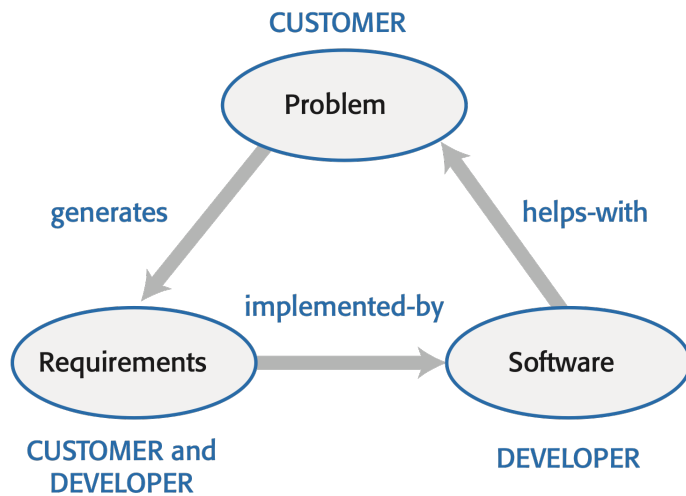 CUSTOMER
Problem
generates
helps-with
implemented-by
Requirements
Software
CUSTOMER and
DEVELOPER
DEVELOPER